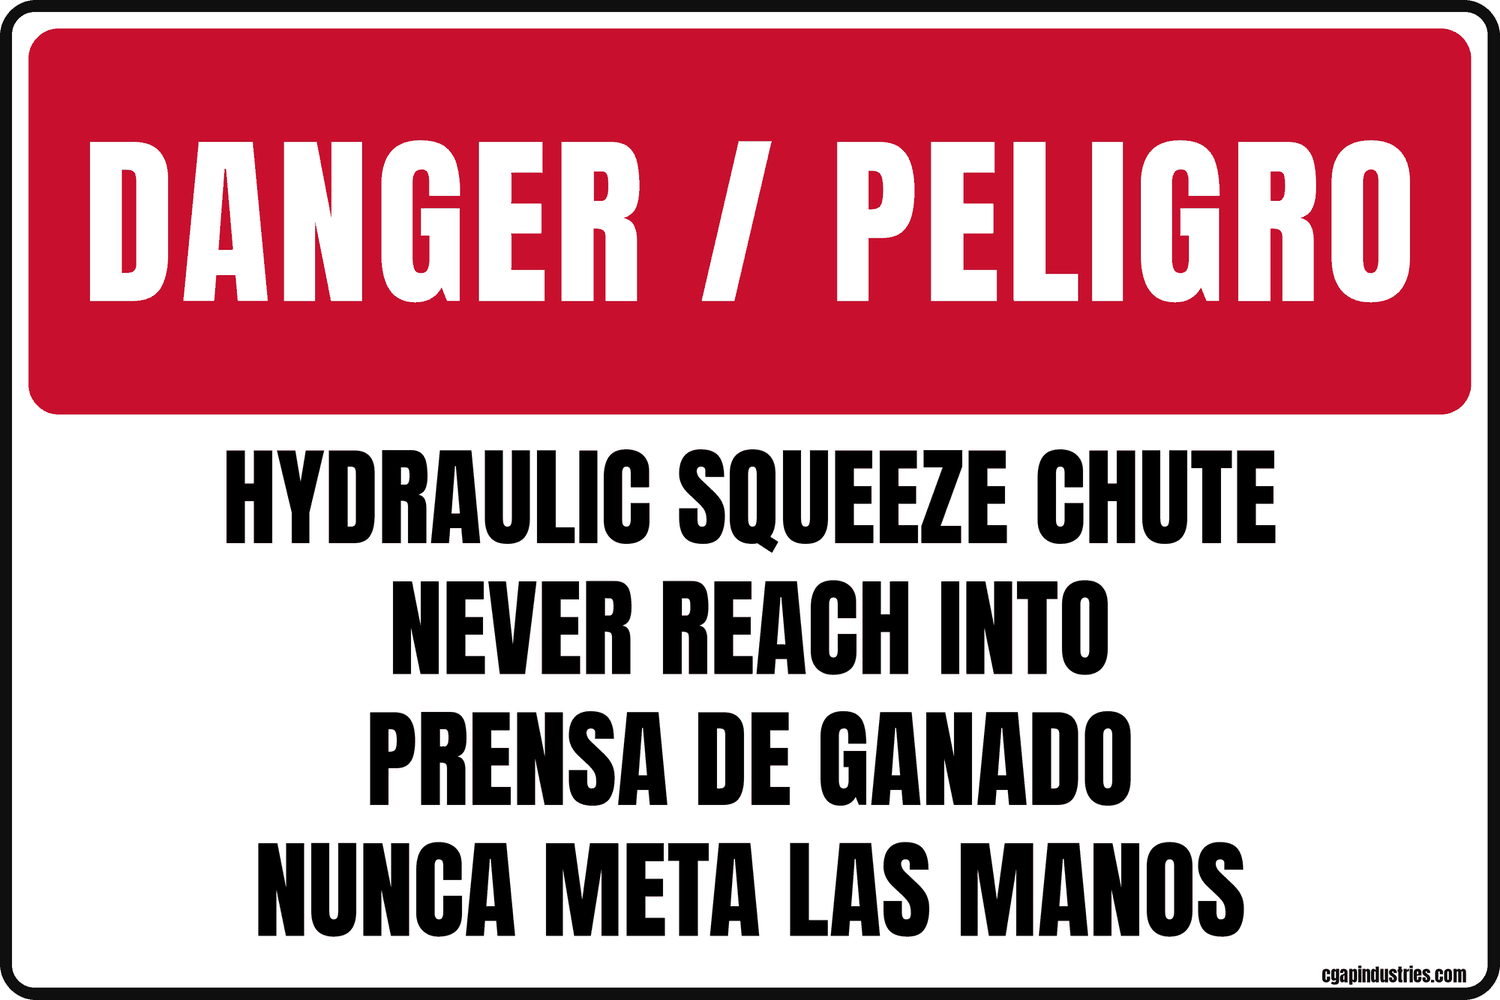 DANGER / PELIGRO
HYDRAULIC SQUEEZE CHUTE
NEVER REACH INTO
PRENSA DE GANADO
NUNCA META LAS MANOS
cgapindustries.com